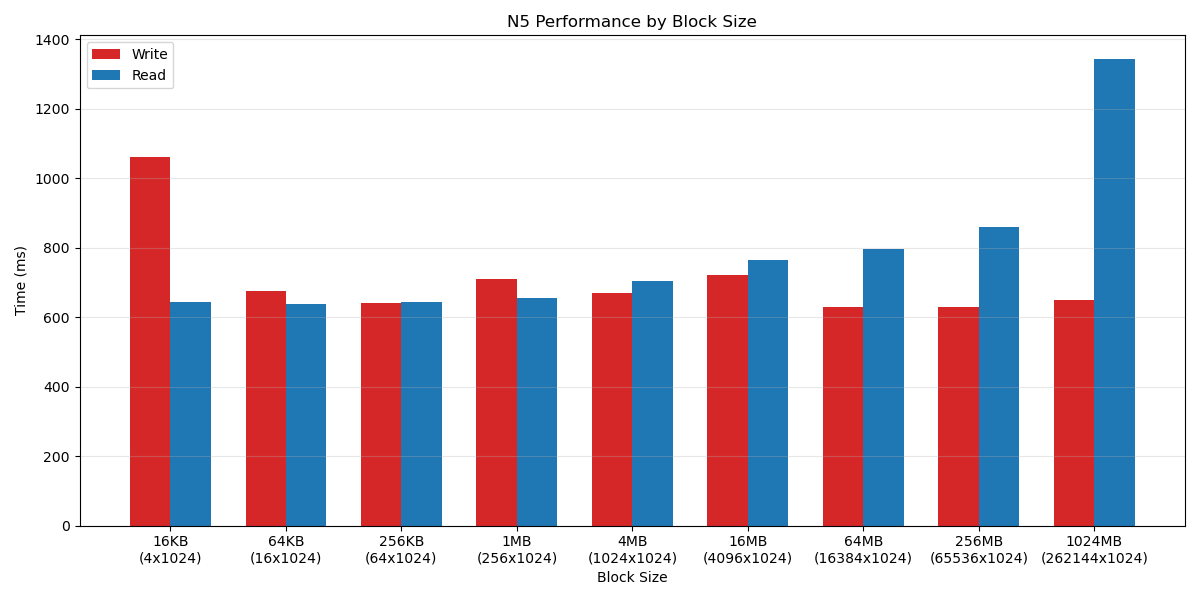 N5 Performance by Block Size
Write
Read
Time (ms)
1400
1200
1000
800
600
400
200
0
16KB 64KB 256KB 1MB 4MB 16MB 64MB 256MB 1024MB
(4x1024) (16x1024) (64x1024) (256x1024) (1024x1024) (4096x1024) (16384x1024) (65536x1024) (262144x1024)
Block Size